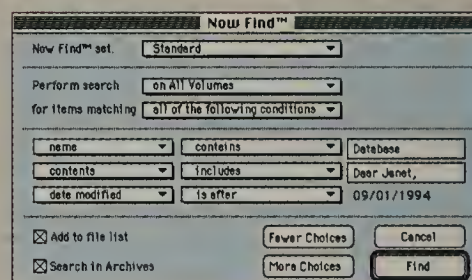 Now Find™
Now Find™ set. Standard
Perform search on All Volumes
for items matching all of the following conditions
name contains Database
contents includes Dear Janet,
date modified is after 09/01/1994
Add to file list Fewer Choices Cancel
Search in Archives More Choices Find